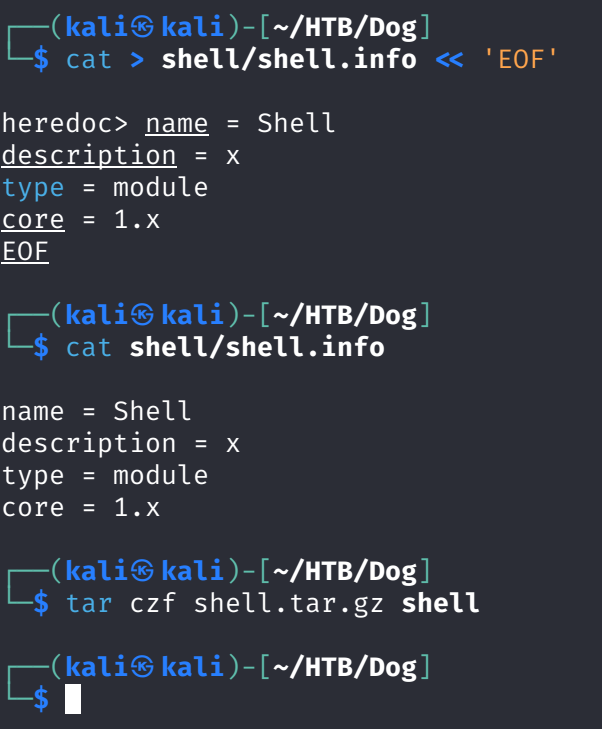 ┌──(kali㉿kali)-[~/HTB/Dog]
└─$ cat > shell/shell.info << 'EOF'
heredoc> name = Shell
description = x
type = module
core = 1.x
EOF
┌──(kali㉿kali)-[~/HTB/Dog]
└─$ cat shell/shell.info
name = Shell
description = x
type = module
core = 1.x
┌──(kali㉿kali)-[~/HTB/Dog]
└─$ tar czf shell.tar.gz shell
┌──(kali㉿kali)-[~/HTB/Dog]
└─$